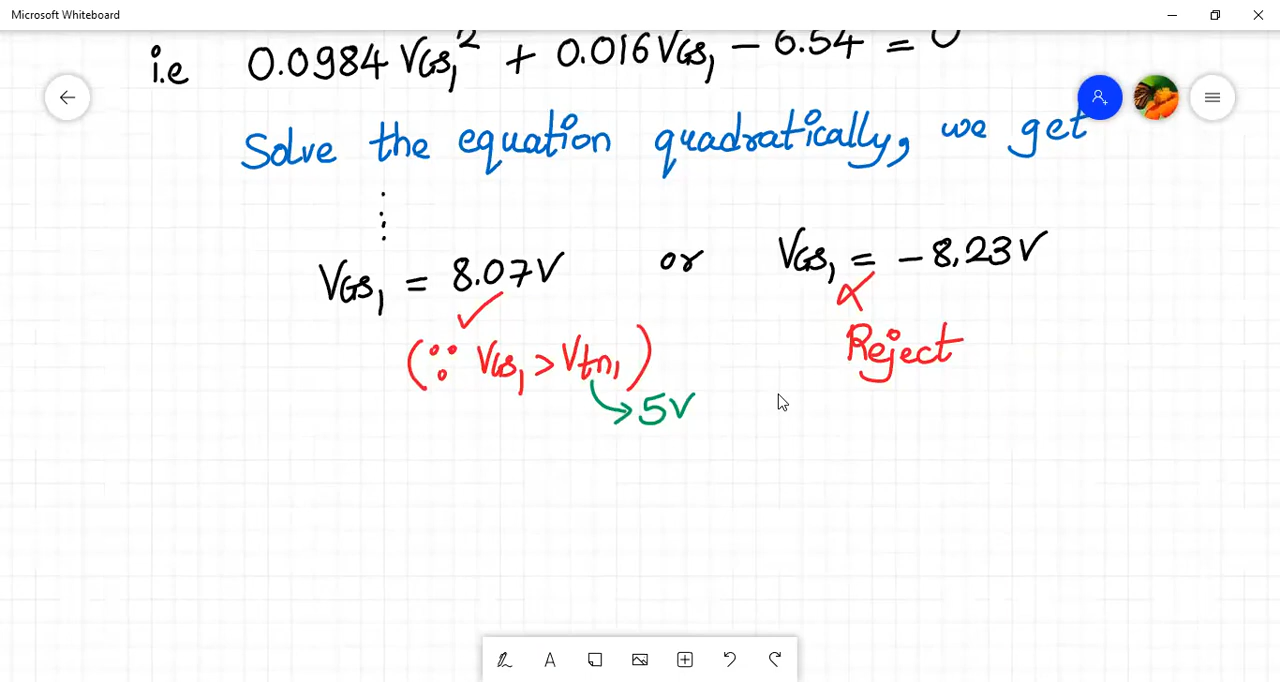 Microsoft Whiteboard
i.e 0.0984 VGS₁² + 0.016 VGS₁ − 6.54 = 0
Solve the equation quadratically, we get
⋮
VGS₁ = 8.07V or VGS₁ = −8.23V
✓ ✗
(∵ VGS₁ > Vtn₁) Reject
→ 5V
A